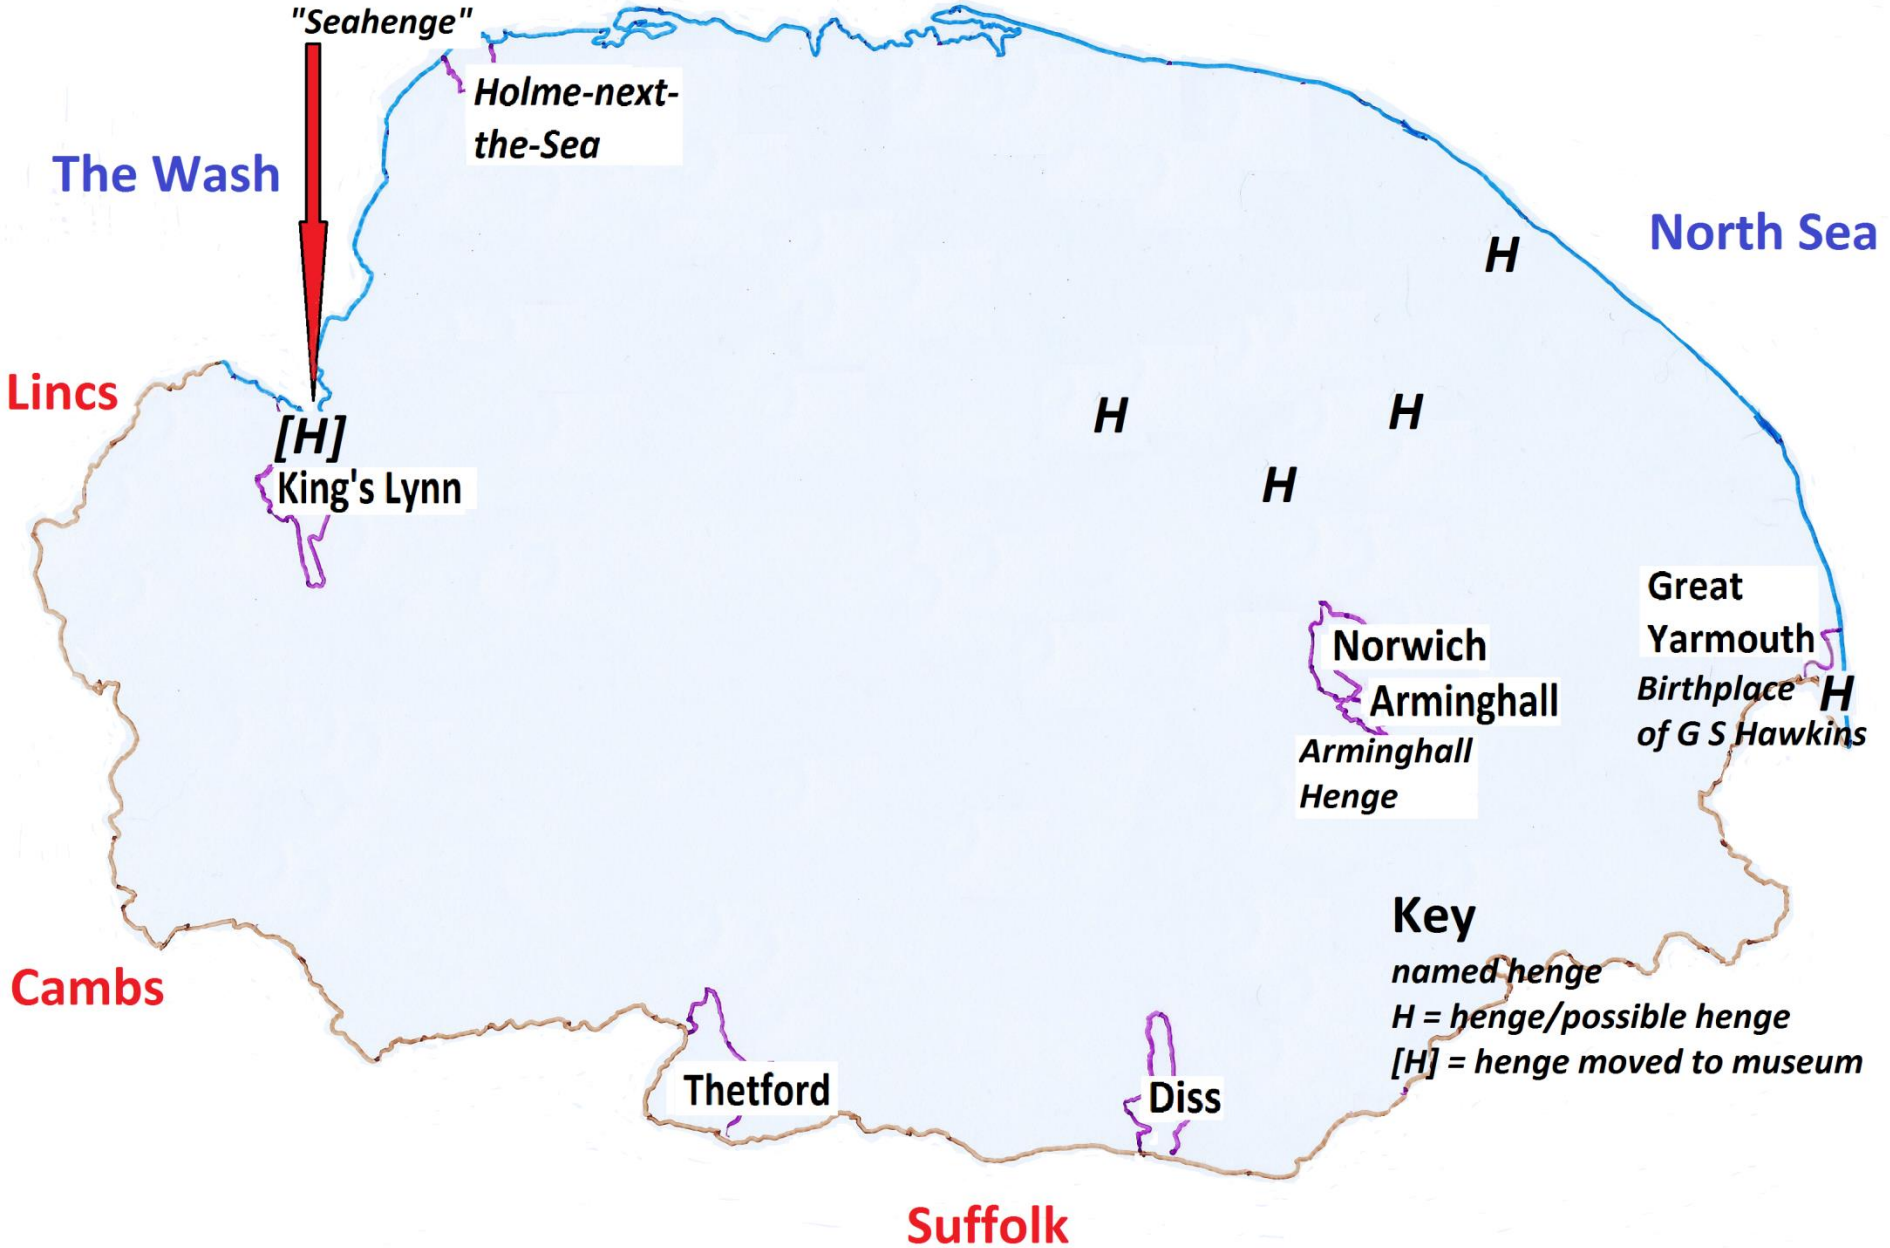 "Seahenge"
Holme-next-
the-Sea
The Wash
North Sea
H
Lincs
H
H
[H]
King's Lynn
H
Great
Yarmouth
Birthplace
of G S Hawkins
H
Norwich
Arminghall
Arminghall
Henge
Key
named henge
H = henge/possible henge
[H] = henge moved to museum
Cambs
Thetford
Diss
Suffolk